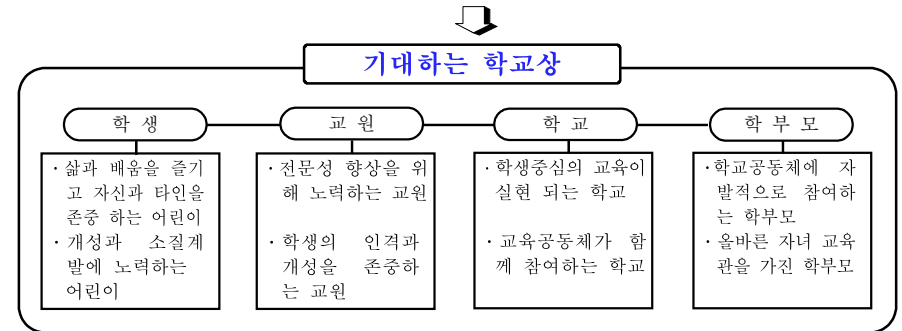 기대하는 학교상
학 생
· 삶과 배움을 즐기
고 자신과 타인을
존중 하는 어린이
· 개성과 소질계
발에 노력하는
어린이
교 원
· 전문성 향상을 위
해 노력하는 교원
· 학생의 인격과
개성을 존중하
는 교원
학 교
· 학생중심의 교육이
실현 되는 학교
· 교육공동체가 함
께 참여하는 학교
학 부 모
· 학교공동체에 자
발적으로 참여하
는 학부모
· 올바른 자녀 교육
관을 가진 학부모